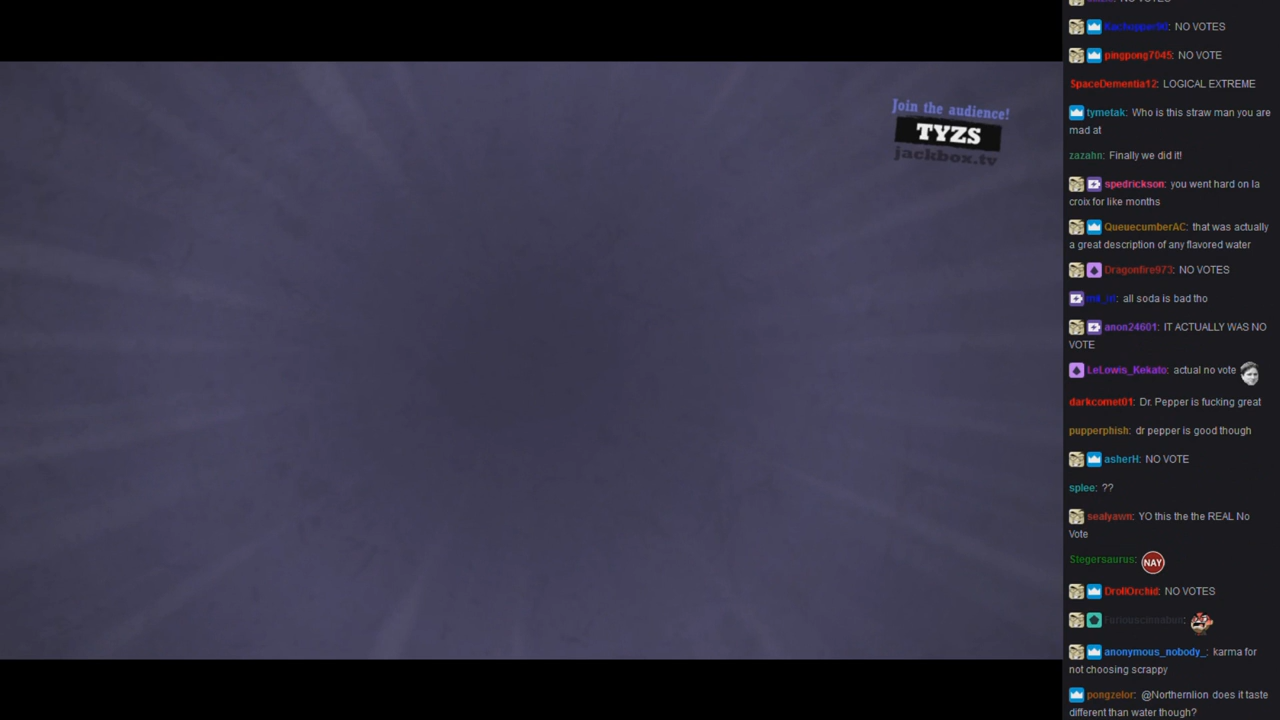 Join the audience!
TYZS
jackbox.tv
NO VOTES
Kachopper90: NO VOTES
pingpong7045: NO VOTE
SpaceDementia12: LOGICAL EXTREME
tymetak: Who is this straw man you are
mad at
zazahn: Finally we did it!
spedrickson: you went hard on la
croix for like months
QueuecumberAC: that was actually
a great description of any flavored water
Dragonfire973: NO VOTES
: all soda is bad tho
anon24601: IT ACTUALLY WAS NO
VOTE
LeLowis_Kekato: actual no vote
darkcomet01: Dr. Pepper is fucking great
pupperphish: dr pepper is good though
asherH: NO VOTE
splee: ??
sealyawn: YO this the the REAL No
Vote
Stegersaurus: NAY
DrollOrchid: NO VOTES
Furiouscinnabun:
anonymous_nobody_: karma for
not choosing scrappy
pongzelor: @Northernlion does it taste
different than water though?